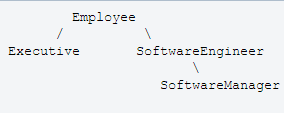 Employee
/ \
Executive SoftwareEngineer
\
SoftwareManager